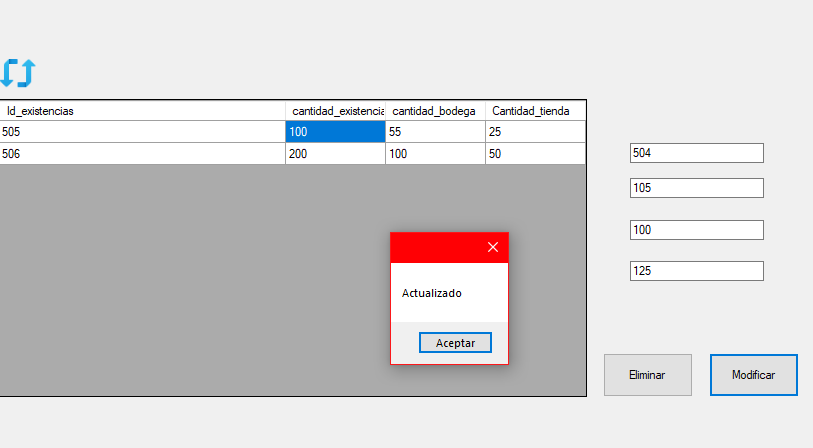 Id_existencias cantidad_existencia cantidad_bodega Cantidad_tienda
505 100 55 25
506 200 100 50
504
105
100
125
Actualizado
Aceptar
Eliminar Modificar